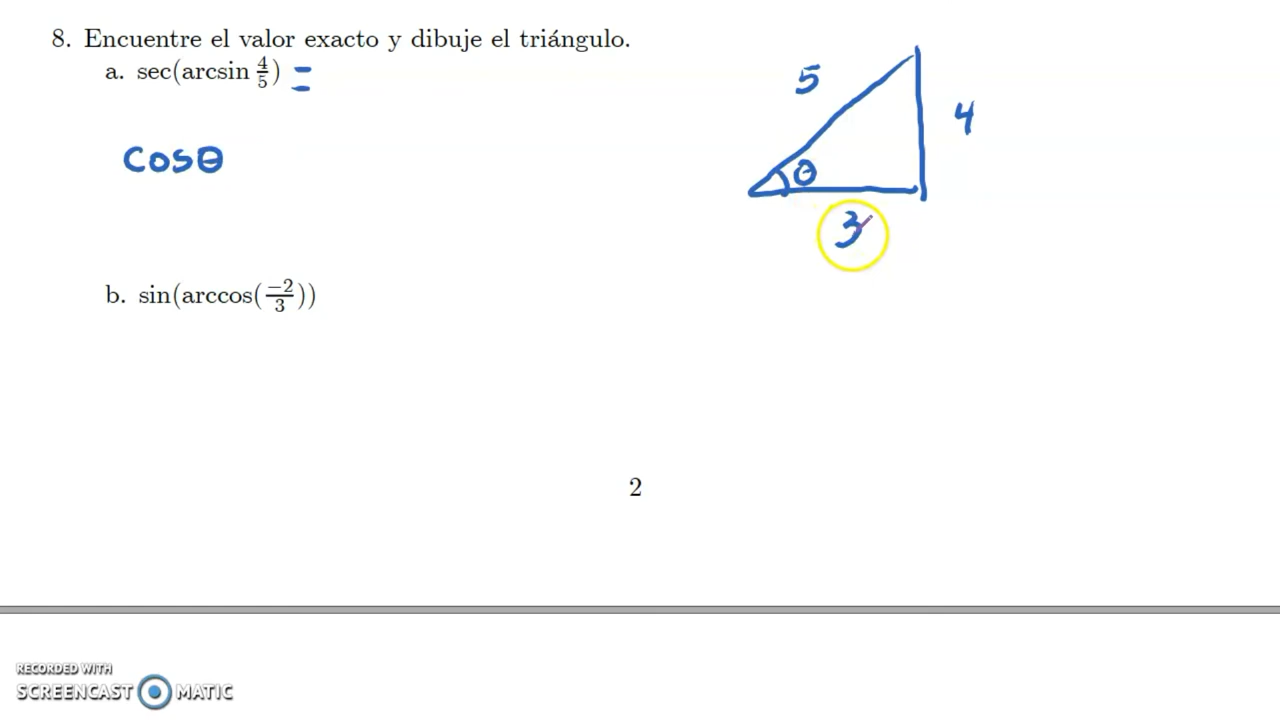 8. Encuentre el valor exacto y dibuje el triángulo.
a. sec(arcsin 4/5) =
5
4
θ
cosθ
3
b. sin(arccos(-2/3))
2
RECORDED WITH
SCREENCAST MATIC